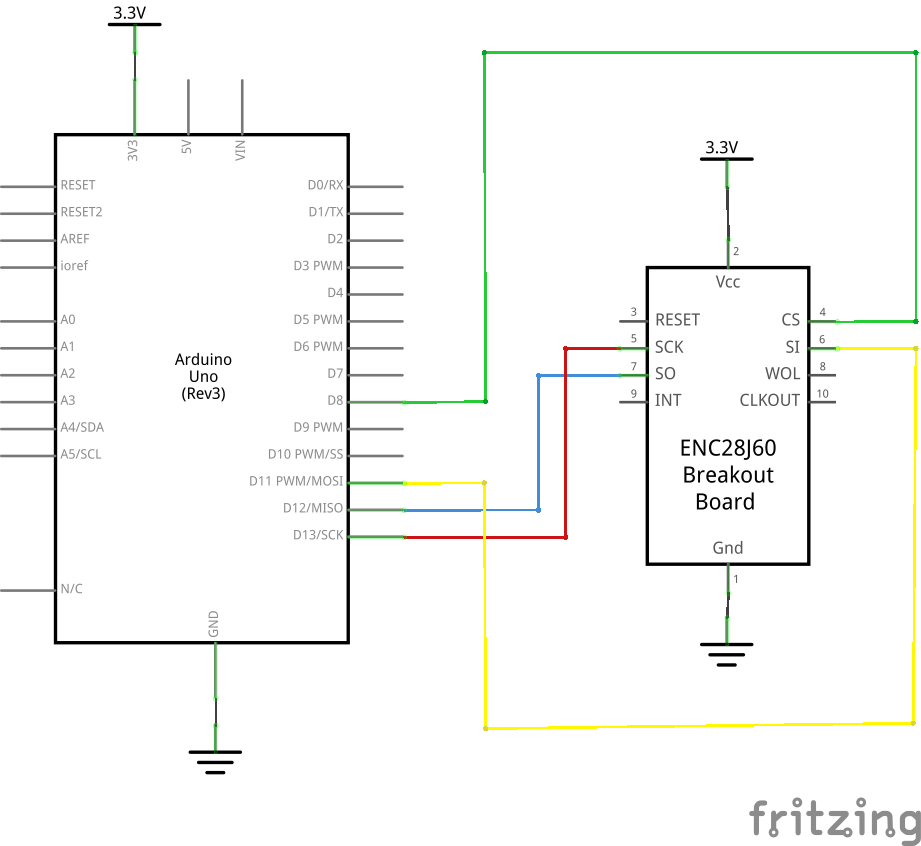 3.3V
3V3
5V
VIN
RESET
RESET2
AREF
ioref
A0
A1
A2
A3
A4/SDA
A5/SCL
N/C
Arduino
Uno
(Rev3)
D0/RX
D1/TX
D2
D3 PWM
D4
D5 PWM
D6 PWM
D7
D8
D9 PWM
D10 PWM/SS
D11 PWM/MOSI
D12/MISO
D13/SCK
GND
3.3V
2
Vcc
3 RESET
5 SCK
7 SO
9 INT
CS 4
SI 6
WOL 8
CLKOUT 10
ENC28J60
Breakout
Board
Gnd
1
fritzing